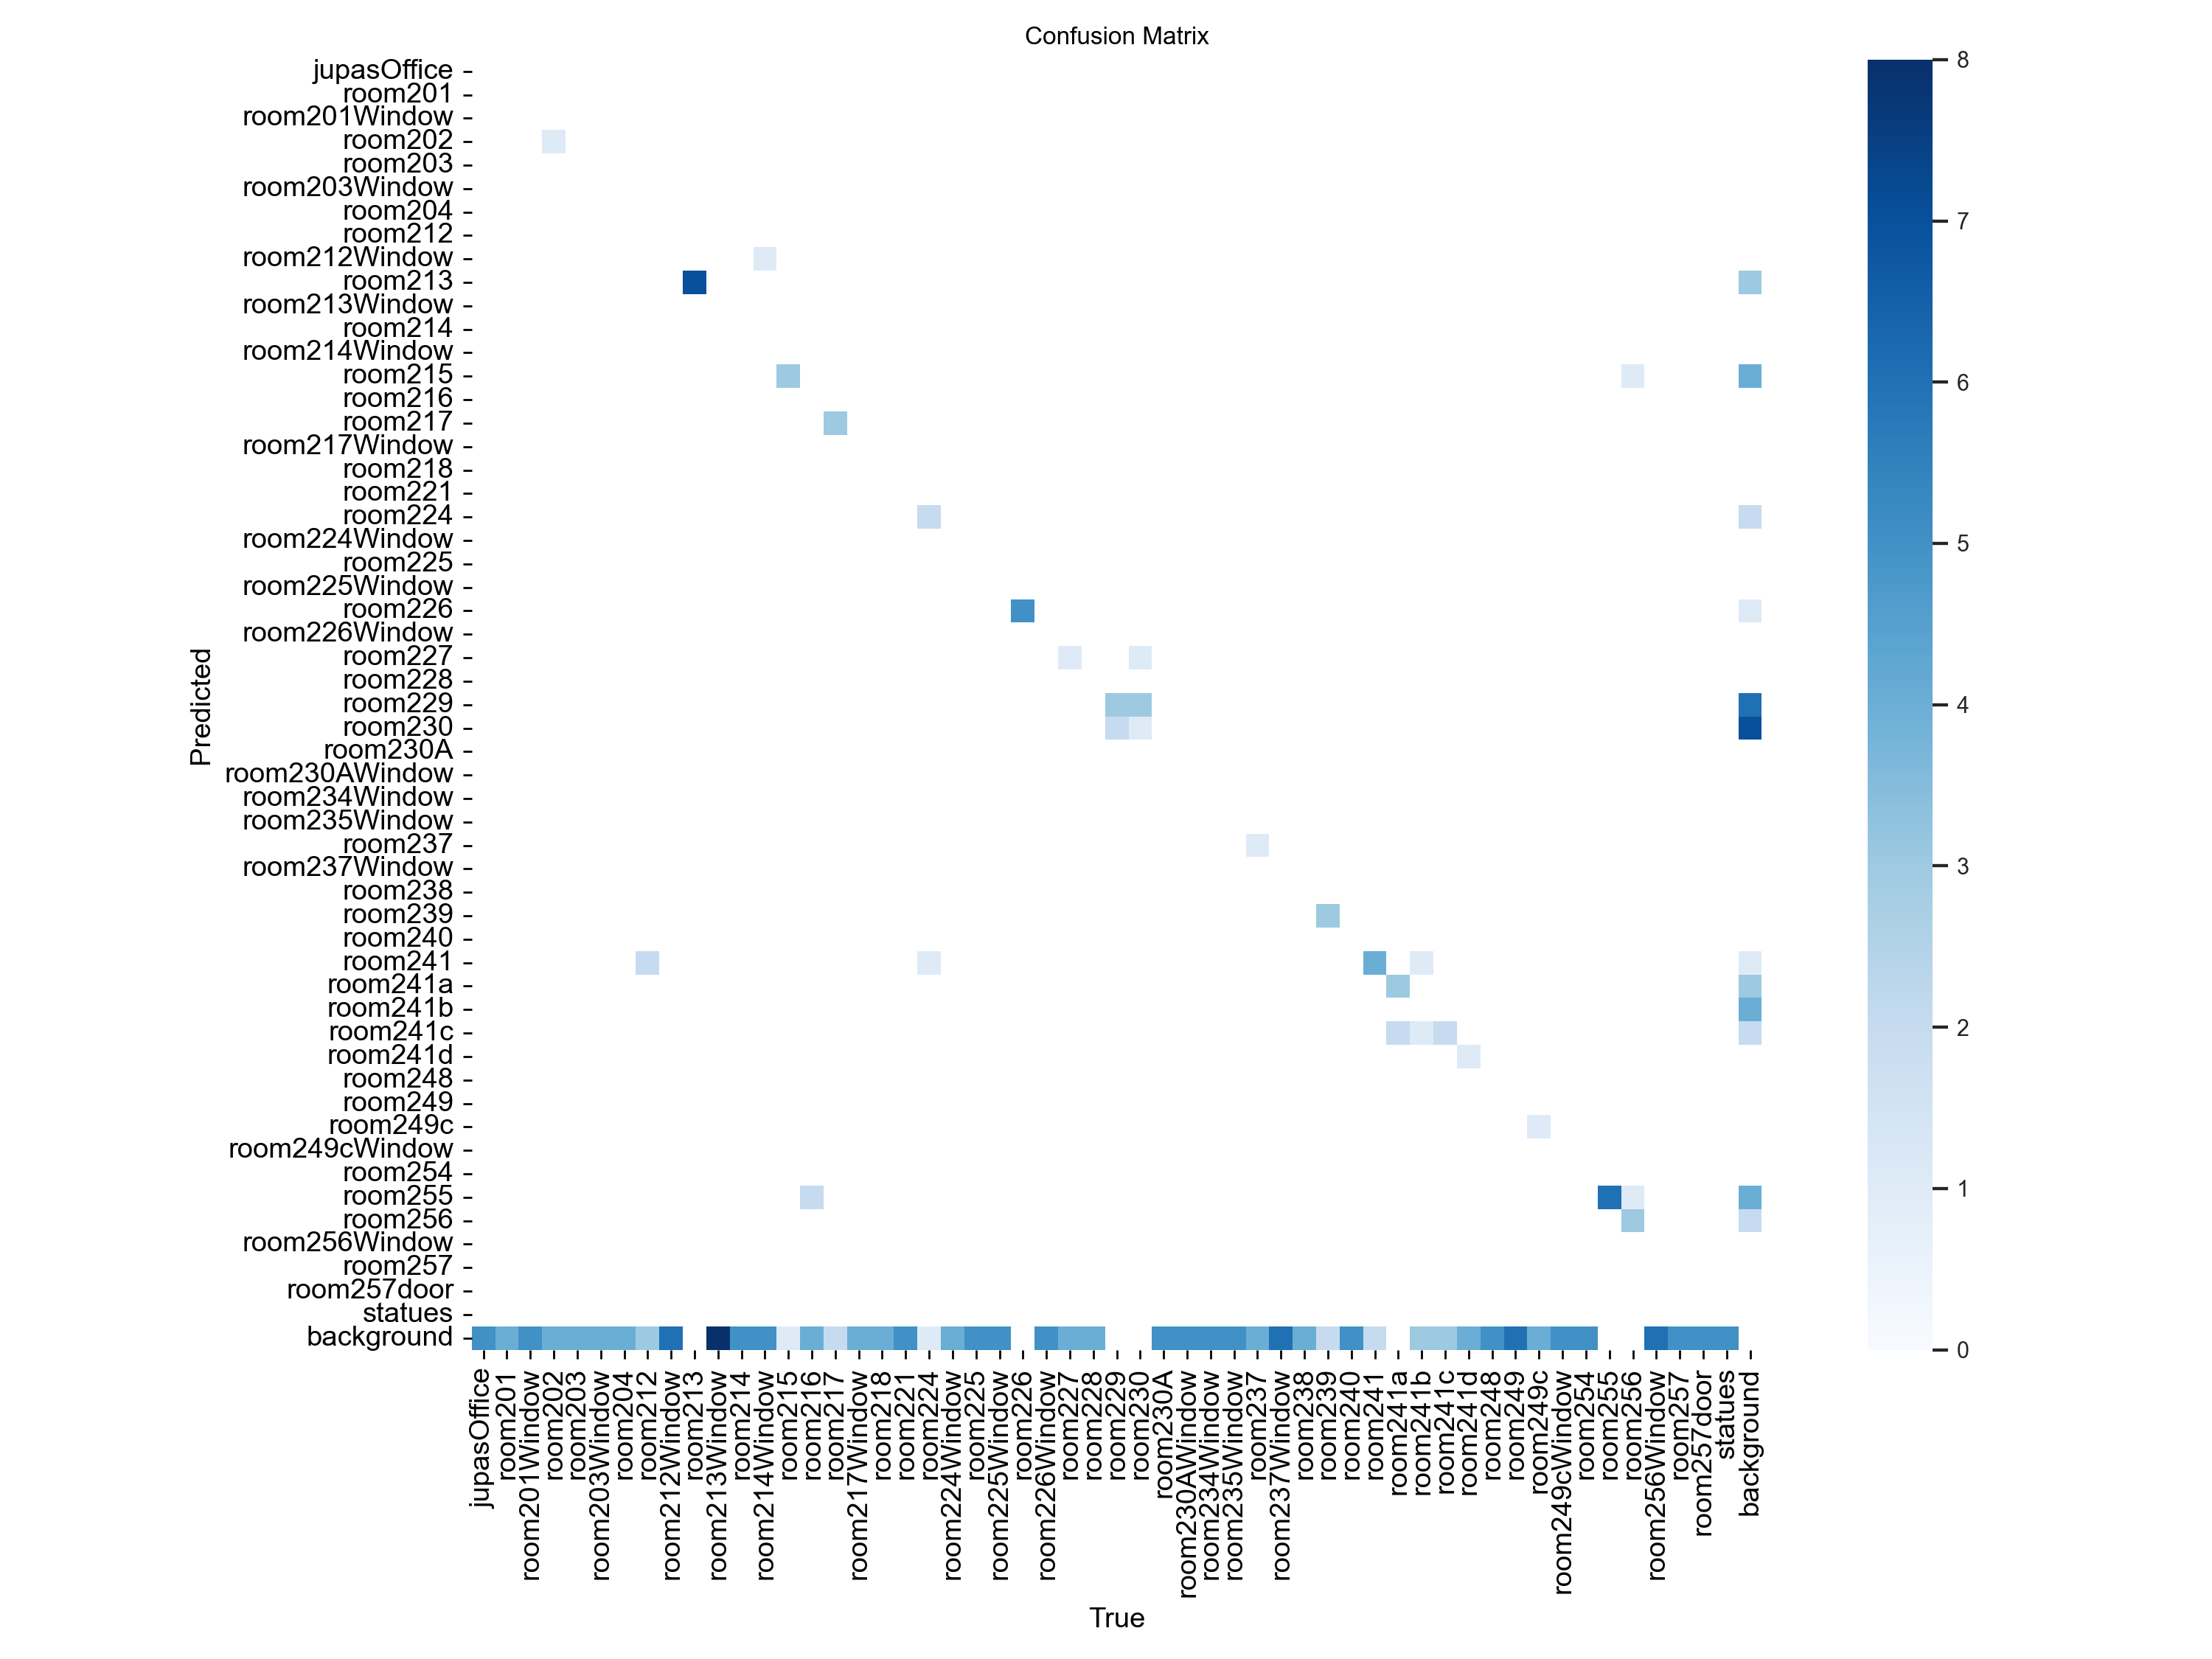 Confusion Matrix
jupasOffice
room201
room201Window
room202
room203
room203Window
room204
room212
room212Window
room213
room213Window
room214
room214Window
room215
room216
room217
room217Window
room218
room221
room224
room224Window
room225
room225Window
room226
room226Window
room227
room228
room229
room230
room230A
room230AWindow
room234Window
room235Window
room237
room237Window
room238
room239
room240
room241
room241a
room241b
room241c
room241d
room248
room249
room249c
room249cWindow
room254
room255
room256
room256Window
room257
room257door
statues
background
Predicted
jupasOffice
room201
room201Window
room202
room203
room203Window
room204
room212
room212Window
room213
room213Window
room214
room214Window
room215
room216
room217
room217Window
room218
room221
room224
room224Window
room225
room225Window
room226
room226Window
room227
room228
room229
room230
room230A
room230AWindow
room234Window
room235Window
room237
room237Window
room238
room239
room240
room241
room241a
room241b
room241c
room241d
room248
room249
room249c
room249cWindow
room254
room255
room256
room256Window
room257
room257door
statues
background
True
8
7
6
5
4
3
2
1
0